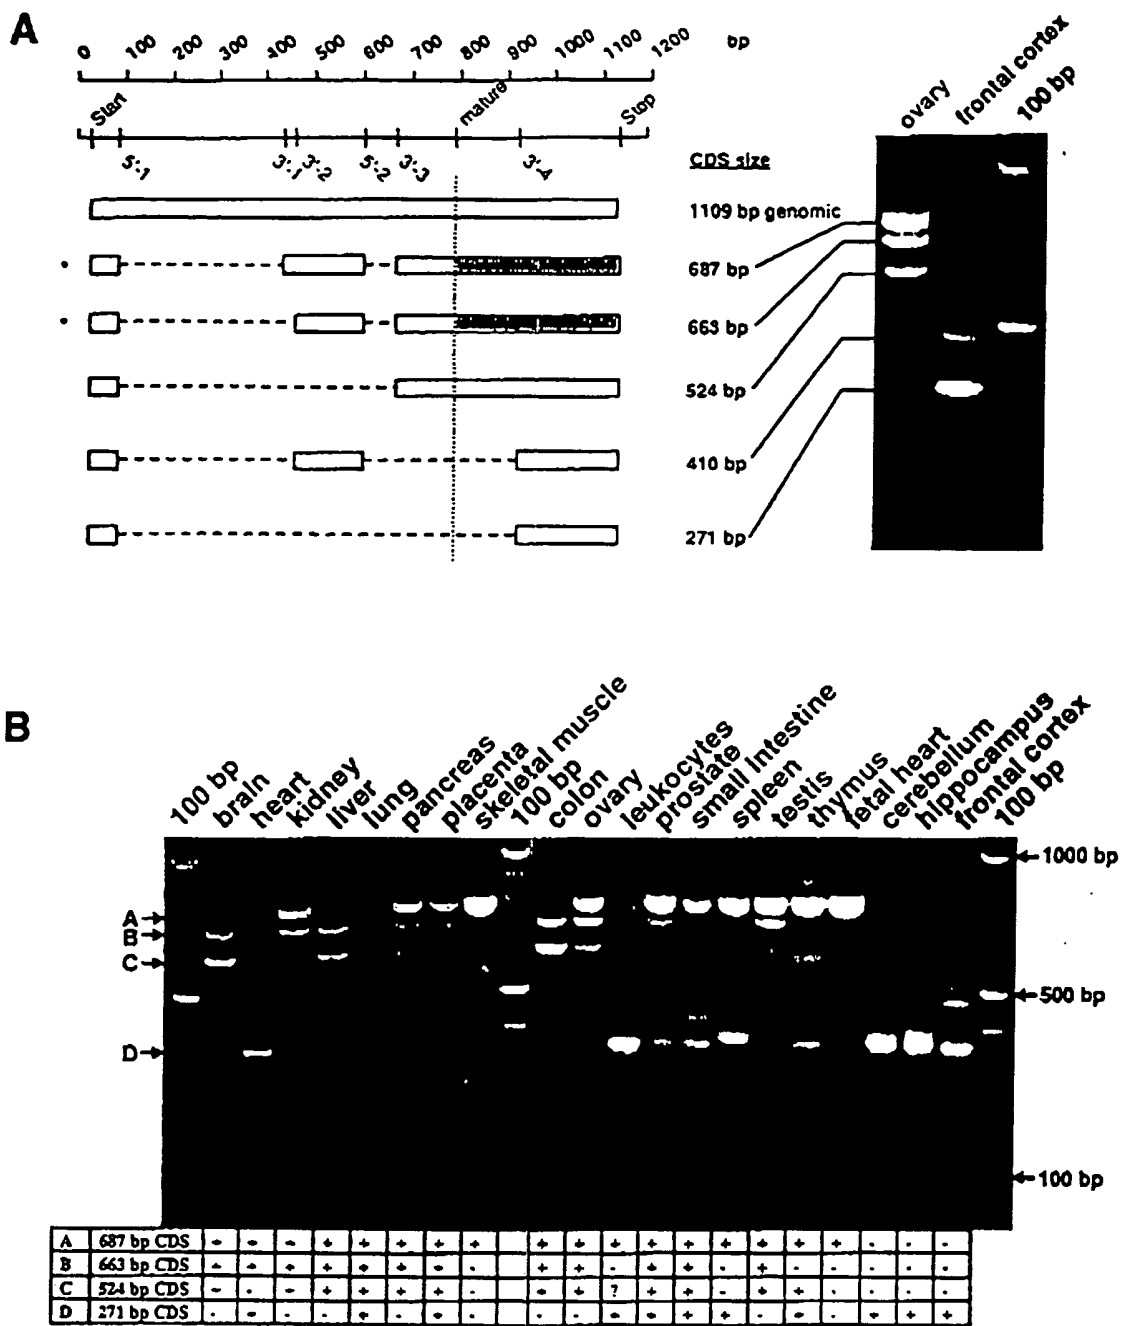 A
0 100 200 300 400 500 600 700 800 900 1000 1100 1200 bp
Start mature Stop
5'-1 3'-1 3'-2 5'-2 3'-3 3'-4
CDS size
1109 bp genomic
687 bp
663 bp
524 bp
410 bp
271 bp
ovary
frontal cortex
100 bp
B
100 bp
brain
heart
kidney
liver
lung
pancreas
placenta
skeletal muscle
100 bp
colon
ovary
leukocytes
prostate
small Intestine
spleen
testis
thymus
fetal heart
cerebellum
hippocampus
frontal cortex
100 bp
A
B
C
D
1000 bp
500 bp
100 bp
A 687 bp CDS
B 663 bp CDS
C 524 bp CDS ?
D 271 bp CDS